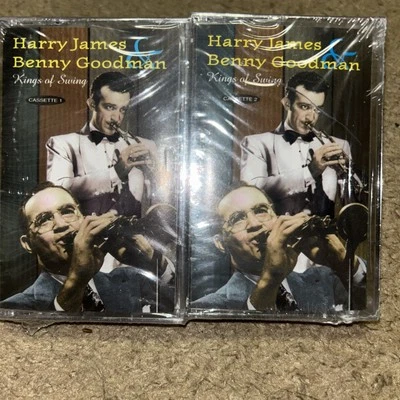 Harry James
Benny Goodman
Kings of Swing
CASSETTE 1
Harry James
Benny Goodman
Kings of Swing
CASSETTE 2